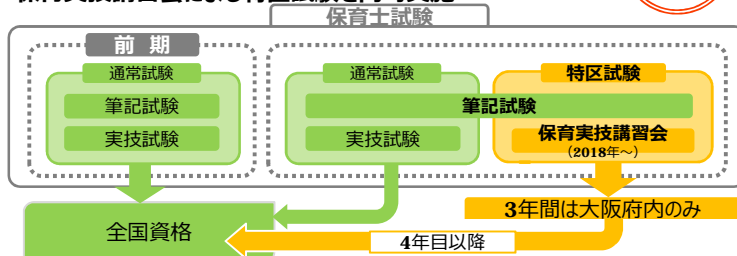 保育士試験
前 期
通常試験
筆記試験
実技試験
通常試験
特区試験
筆記試験
実技試験
保育実技講習会
（2018年～）
全国資格
3年間は大阪府内のみ
4年目以降